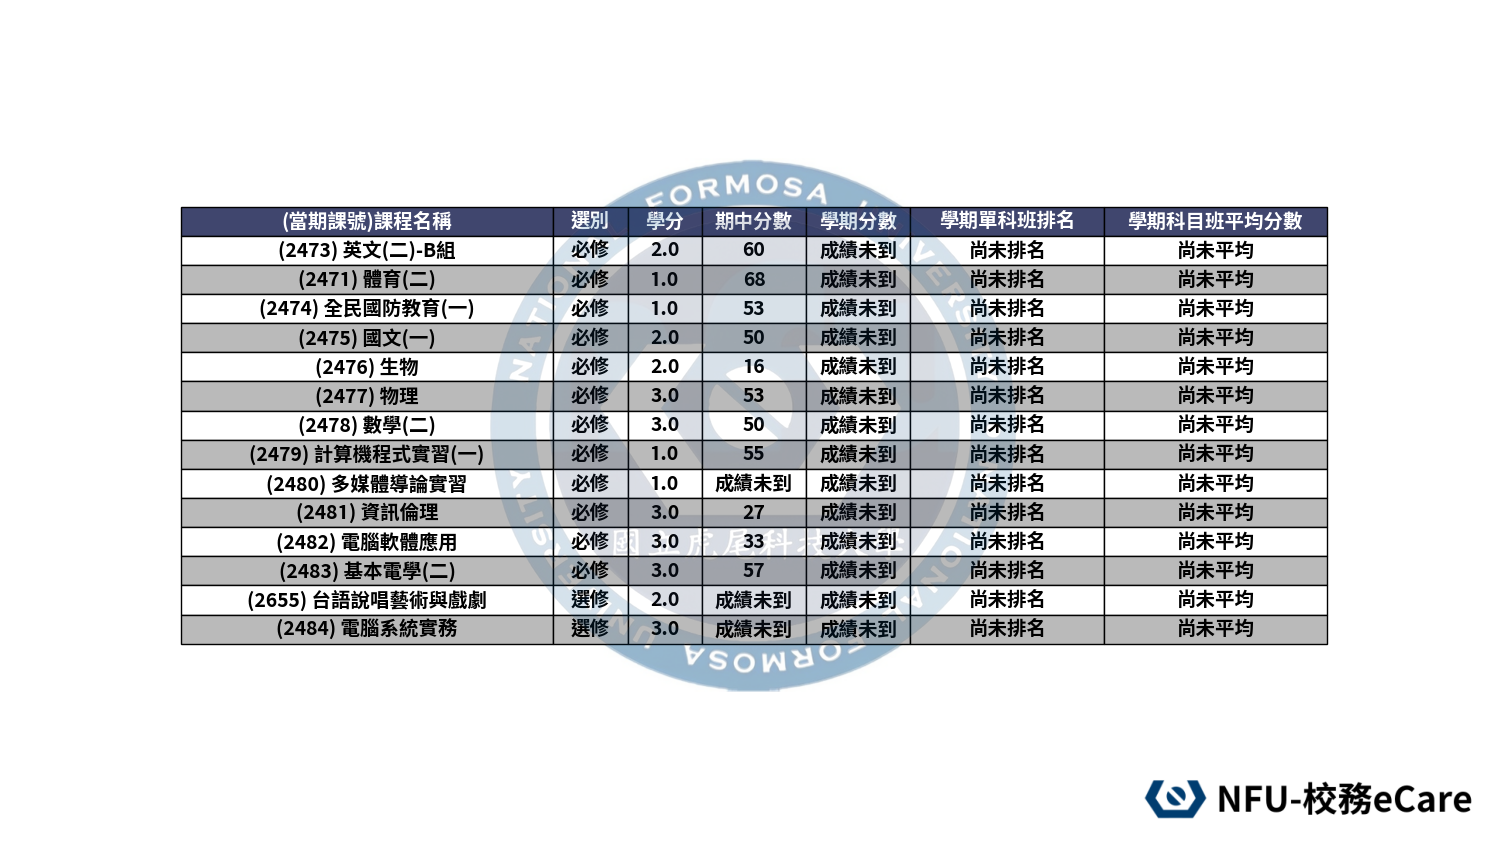 (當期課號)課程名稱 選別 學分 期中分數 學期分數 學期單科班排名 學期科目班平均分數
(2473) 英文(二)-B組 必修 2.0 60 成績未到 尚未排名 尚未平均
(2471) 體育(二) 必修 1.0 68 成績未到 尚未排名 尚未平均
(2474) 全民國防教育(一) 必修 1.0 53 成績未到 尚未排名 尚未平均
(2475) 國文(一) 必修 2.0 50 成績未到 尚未排名 尚未平均
(2476) 生物 必修 2.0 16 成績未到 尚未排名 尚未平均
(2477) 物理 必修 3.0 53 成績未到 尚未排名 尚未平均
(2478) 數學(二) 必修 3.0 50 成績未到 尚未排名 尚未平均
(2479) 計算機程式實習(一) 必修 1.0 55 成績未到 尚未排名 尚未平均
(2480) 多媒體導論實習 必修 1.0 成績未到 成績未到 尚未排名 尚未平均
(2481) 資訊倫理 必修 3.0 27 成績未到 尚未排名 尚未平均
(2482) 電腦軟體應用 必修 3.0 33 成績未到 尚未排名 尚未平均
(2483) 基本電學(二) 必修 3.0 57 成績未到 尚未排名 尚未平均
(2655) 台語說唱藝術與戲劇 選修 2.0 成績未到 成績未到 尚未排名 尚未平均
(2484) 電腦系統實務 選修 3.0 成績未到 成績未到 尚未排名 尚未平均
NFU-校務eCare